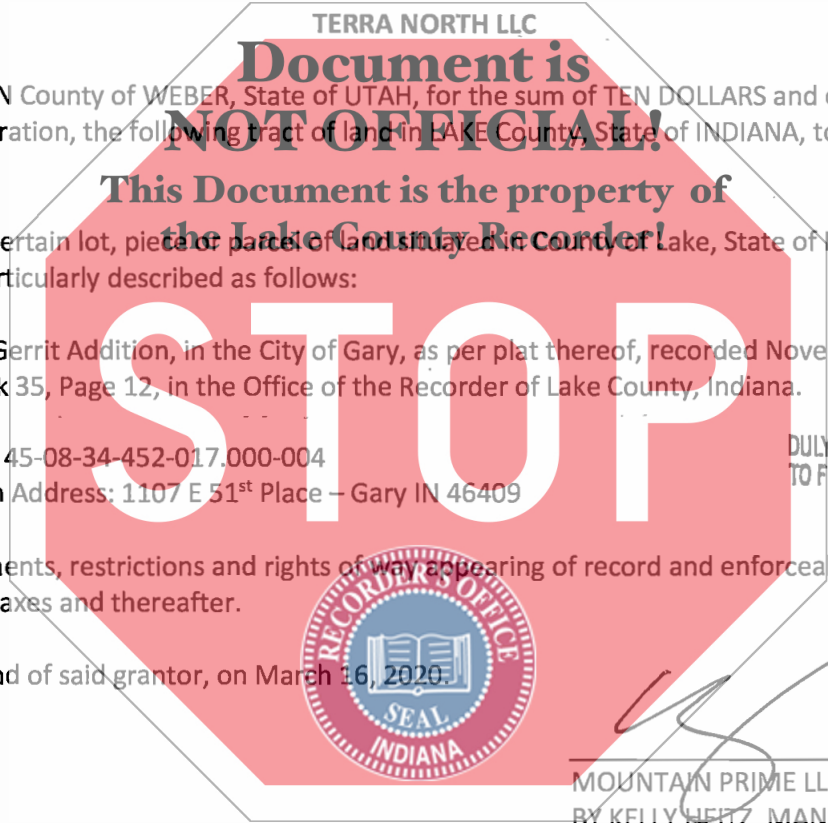 TERRA NORTH LLC
Document is
N County of WEBER, State of UTAH, for the sum of TEN DOLLARS and
NOT OFFICIAL!
ration, the following tract of land in LAKE County, State of INDIANA, to
This Document is the property of
the Lake County Recorder!
ertain lot, piece or parcel of land situated in County of Lake, State of
rticularly described as follows:
STOP
Gerrit Addition, in the City of Gary, as per plat thereof, recorded Nove
k 35, Page 12, in the Office of the Recorder of Lake County, Indiana.
45-08-34-452-017.000-004
DULY
Address: 1107 E 51st Place – Gary IN 46409
TO F
ents, restrictions and rights of way appearing of record and enforcea
axes and thereafter.
RECORDER'S OFFICE
SEAL
INDIANA
nd of said grantor, on March 16, 2020.
MOUNTAIN PRIME LL
BY KELLY HEITZ, MAN